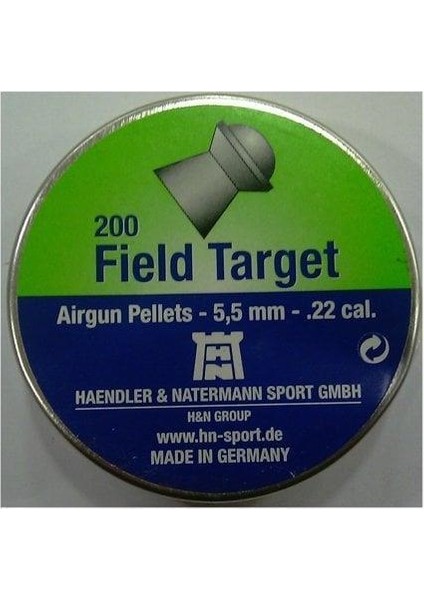 200
Field Target
Airgun Pellets - 5,5 mm - .22 cal.
HN
HAENDLER & NATERMANN SPORT GMBH
H&N GROUP
www.hn-sport.de
MADE IN GERMANY